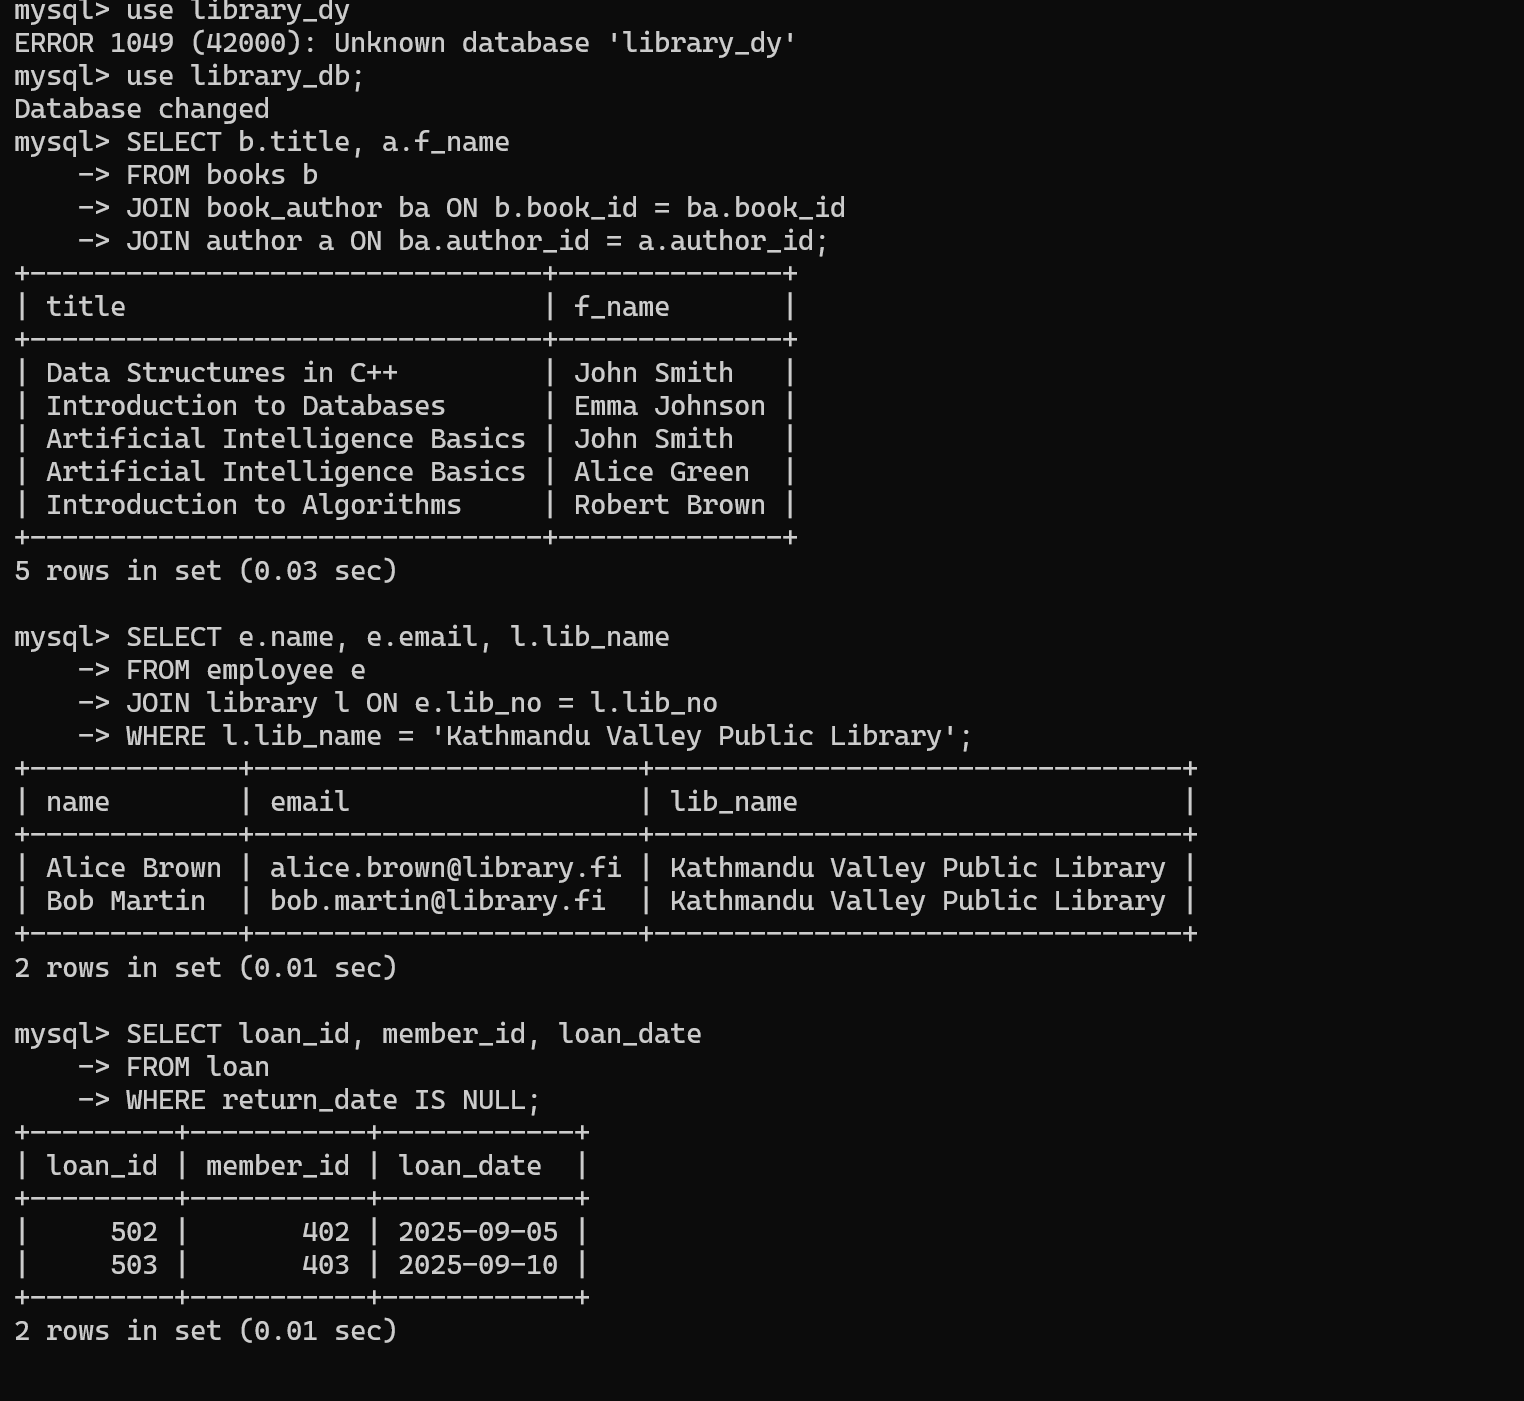 mysql> use library_dy
ERROR 1049 (42000): Unknown database 'library_dy'
mysql> use library_db;
Database changed
mysql> SELECT b.title, a.f_name
    -> FROM books b
    -> JOIN book_author ba ON b.book_id = ba.book_id
    -> JOIN author a ON ba.author_id = a.author_id;
+--------------------------------+--------------+
| title                          | f_name       |
+--------------------------------+--------------+
| Data Structures in C++         | John Smith   |
| Introduction to Databases      | Emma Johnson |
| Artificial Intelligence Basics | John Smith   |
| Artificial Intelligence Basics | Alice Green  |
| Introduction to Algorithms     | Robert Brown |
+--------------------------------+--------------+
5 rows in set (0.03 sec)

mysql> SELECT e.name, e.email, l.lib_name
    -> FROM employee e
    -> JOIN library l ON e.lib_no = l.lib_no
    -> WHERE l.lib_name = 'Kathmandu Valley Public Library';
+-------------+------------------------+---------------------------------+
| name        | email                  | lib_name                        |
+-------------+------------------------+---------------------------------+
| Alice Brown | alice.brown@library.fi | Kathmandu Valley Public Library |
| Bob Martin  | bob.martin@library.fi  | Kathmandu Valley Public Library |
+-------------+------------------------+---------------------------------+
2 rows in set (0.01 sec)

mysql> SELECT loan_id, member_id, loan_date
    -> FROM loan
    -> WHERE return_date IS NULL;
+---------+-----------+------------+
| loan_id | member_id | loan_date  |
+---------+-----------+------------+
|     502 |       402 | 2025-09-05 |
|     503 |       403 | 2025-09-10 |
+---------+-----------+------------+
2 rows in set (0.01 sec)